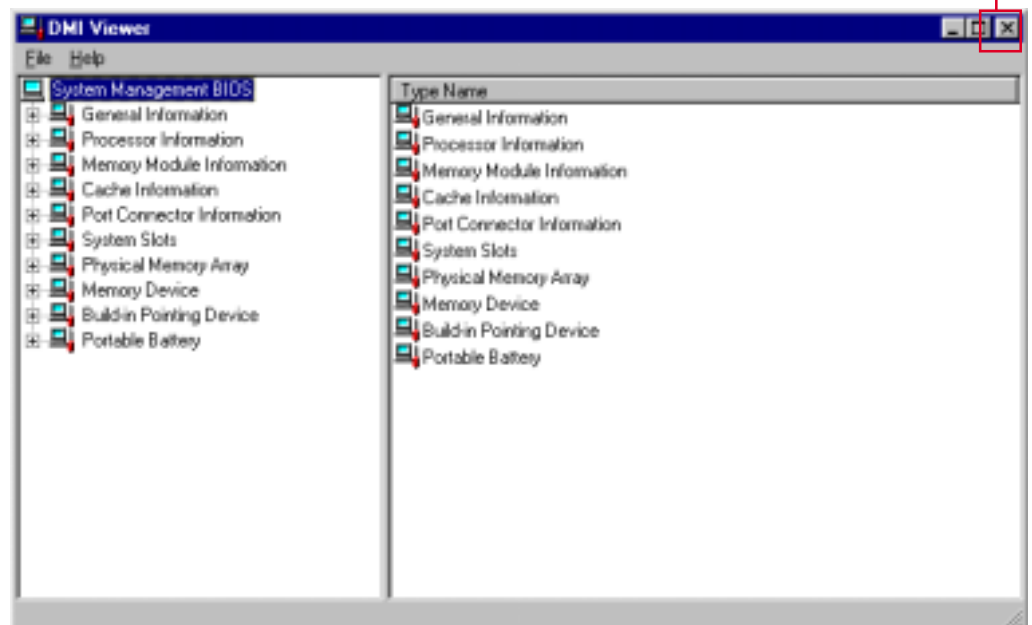 DMI Viewer
File Help
System Management BIOS
General Information
Processor Information
Memory Module Information
Cache Information
Port Connector Information
System Slots
Physical Memory Array
Memory Device
Build-in Pointing Device
Portable Battery
Type Name
General Information
Processor Information
Memory Module Information
Cache Information
Port Connector Information
System Slots
Physical Memory Array
Memory Device
Build-in Pointing Device
Portable Battery